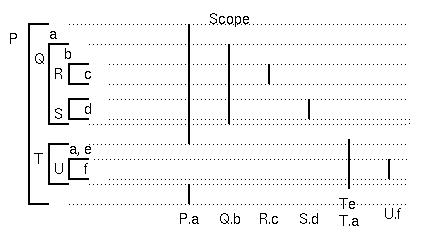 Scope
P
a
Q
b
R c
S d
T a, e
U f
Te
P.a Q.b R.c S.d T.a U.f